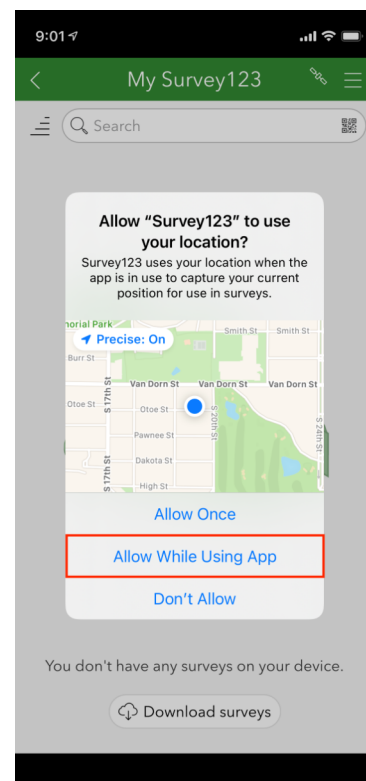 9:01
My Survey123
Search
Allow “Survey123” to use
your location?
Survey123 uses your location when the
app is in use to capture your current
position for use in surveys.
norial Park
Precise: On
Smith St
Smith St
Burr St
S 17th St
Van Dorn St
Van Dorn St
Van Dorn St
Otoe St
Otoe St
S 20th St
Pawnee St
S 24th St
Dakota St
S 17th St
High St
Allow Once
Allow While Using App
Don’t Allow
You don't have any surveys on your device.
Download surveys